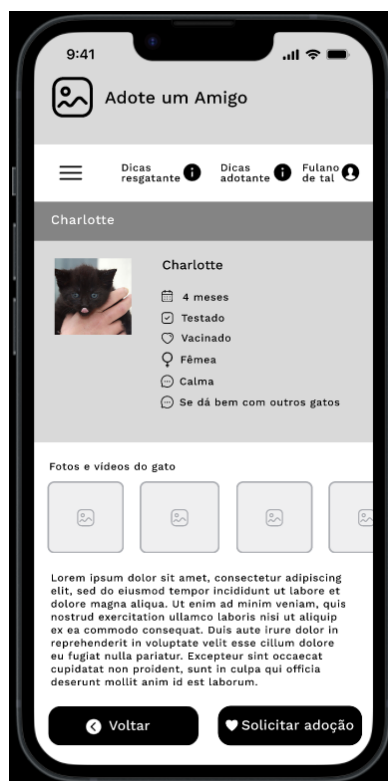 9:41
Adote um Amigo
Dicas
resgatante
Dicas
adotante
Fulano
de tal
Charlotte
Charlotte
4 meses
Testado
Vacinado
Fêmea
Calma
Se dá bem com outros gatos
Fotos e vídeos do gato
Lorem ipsum dolor sit amet, consectetur adipiscing
elit, sed do eiusmod tempor incididunt ut labore et
dolore magna aliqua. Ut enim ad minim veniam, quis
nostrud exercitation ullamco laboris nisi ut aliquip
ex ea commodo consequat. Duis aute irure dolor in
reprehenderit in voluptate velit esse cillum dolore
eu fugiat nulla pariatur. Excepteur sint occaecat
cupidatat non proident, sunt in culpa qui officia
deserunt mollit anim id est laborum.
Voltar
Solicitar adoção